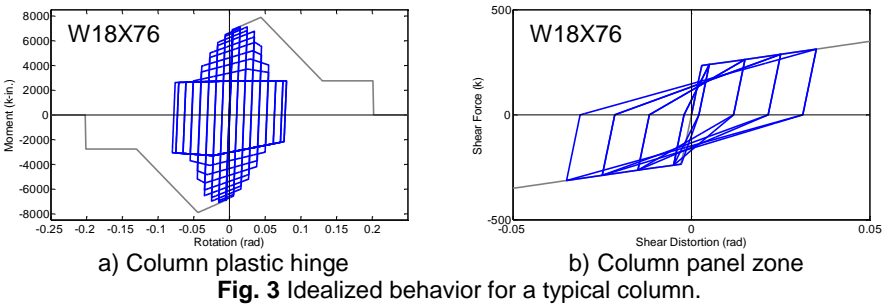 W18X76
8000
6000
4000
2000
0
-2000
-4000
-6000
-8000
Moment (k-in.)
-0.25 -0.2 -0.15 -0.1 -0.05 0 0.05 0.1 0.15 0.2
Rotation (rad)
a) Column plastic hinge
W18X76
500
0
-500
Shear Force (k)
-0.05 0 0.05
Shear Distortion (rad)
b) Column panel zone
Fig. 3 Idealized behavior for a typical column.